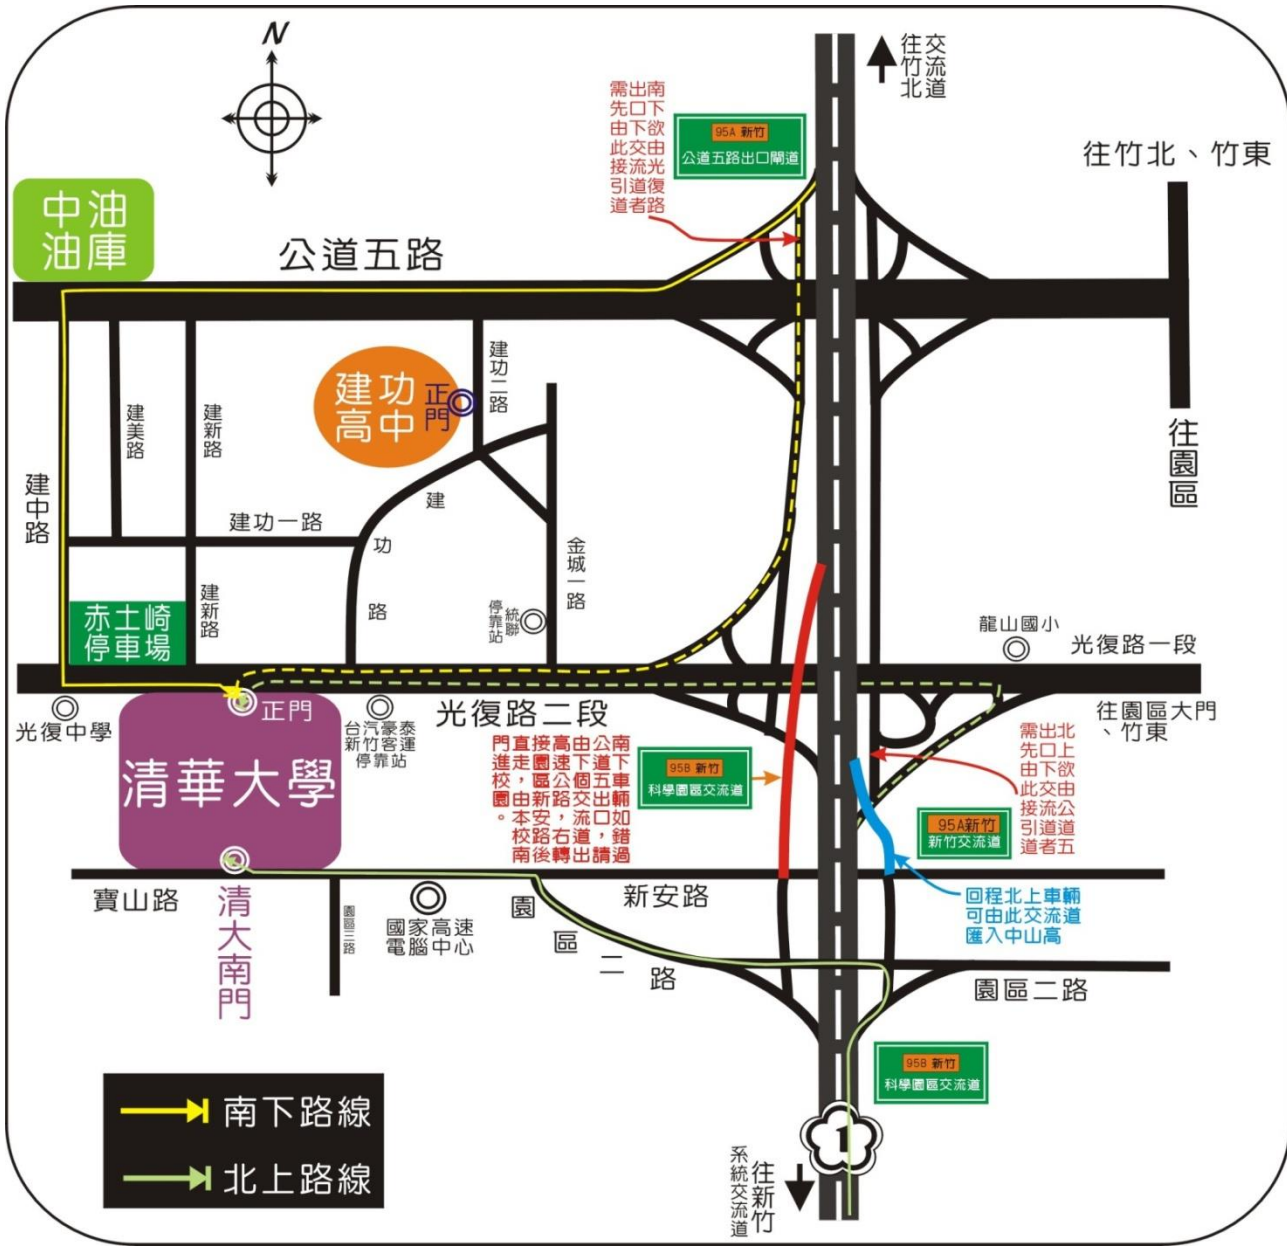 N
往竹北
交流道
南下欲由光復路
出口下交流道者
需先由此接引道
95A 新竹
公道五路出口閘道
往竹北、竹東
中油
油庫
公道五路
建功
高中
正門
建功二路
建美路
建新路
往園區
建中路
建功一路
建功路
金城一路
赤土崎
停車場
建新路
統聯
停靠站
龍山國小
光復路一段
光復中學
正門
台汽豪泰
新竹客運
停靠站
光復路二段
往園區大門
、竹東
清華大學
南下車輛如錯過
公道五出口，請
由下個交流道出
高速公路，右轉
接園區新安路後
直走，由本校南
門進校園。
95B 新竹
科學園區交流道
北上欲由公道五
出口下交流道者
需先由此接引道
95A新竹
新竹交流道
寶山路
清大南門
園區三路
國家高速
電腦中心
園區二路
新安路
回程北上車輛
可由此交流道
匯入中山高
園區二路
95B 新竹
科學園區交流道
南下路線
北上路線
1
往新竹
系統交流道